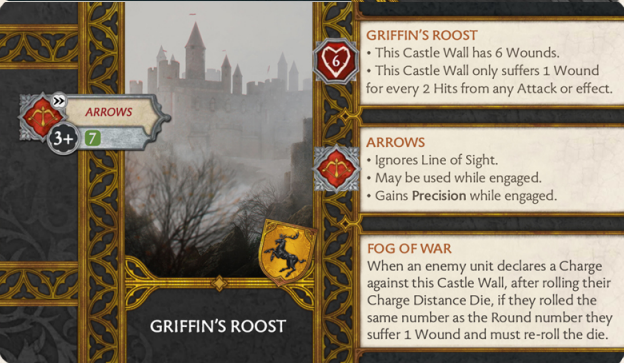 ARROWS
3+
7
GRIFFIN'S ROOST
6
GRIFFIN'S ROOST
• This Castle Wall has 6 Wounds.
• This Castle Wall only suffers 1 Wound
for every 2 Hits from any Attack or effect.
ARROWS
• Ignores Line of Sight.
• May be used while engaged.
• Gains Precision while engaged.
FOG OF WAR
When an enemy unit declares a Charge
against this Castle Wall, after rolling their
Charge Distance Die, if they rolled the
same number as the Round number they
suffer 1 Wound and must re-roll the die.